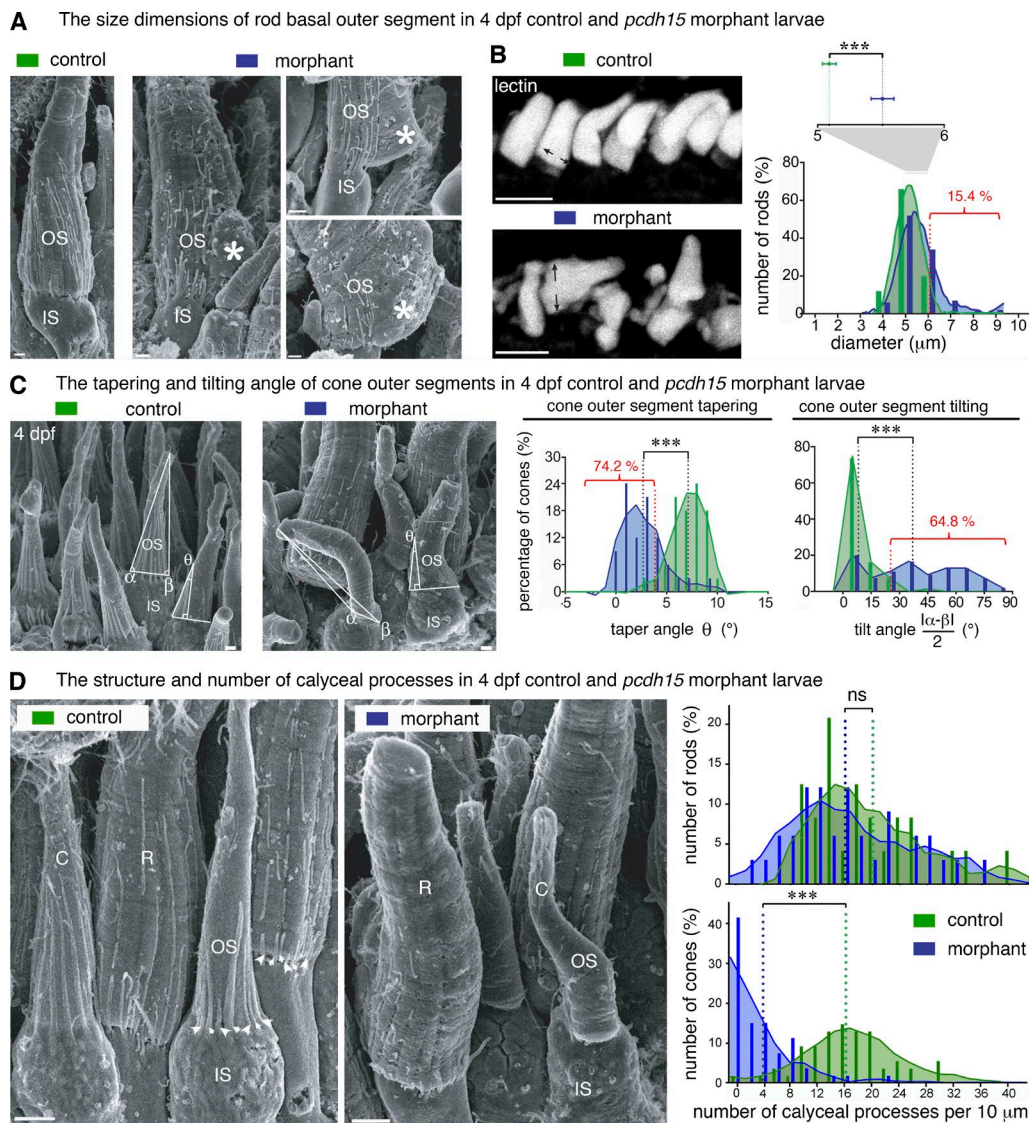 A The size dimensions of rod basal outer segment in 4 dpf control and pcdh15 morphant larvae
control
morphant
OS
IS
OS
*
IS
OS
*
IS
OS
*
B
control
lectin
morphant
***
5 6
number of rods (%)
80
60
40
20
0
15.4 %
1 2 3 4 5 6 7 8 9 10
diameter (μm)
C The tapering and tilting angle of cone outer segments in 4 dpf control and pcdh15 morphant larvae
control
morphant
4 dpf
OS
θ
α β
IS
θ
OS
α β
IS
cone outer segment tapering
percentage of cones (%)
30
24
18
12
6
0
***
74.2 %
-5 0 5 10 15
taper angle θ (°)
cone outer segment tilting
80
60
40
20
0
***
64.8 %
0 15 30 45 60 75 90
tilt angle |α-β|/2 (°)
D The structure and number of calyceal processes in 4 dpf control and pcdh15 morphant larvae
control
C
R
OS
IS
morphant
R
C
OS
IS
ns
number of rods (%)
20
15
10
5
0
***
number of cones (%)
40
30
20
10
0
control
morphant
0 4 8 12 16 20 24 28 32 36 40
number of calyceal processes per 10 μm